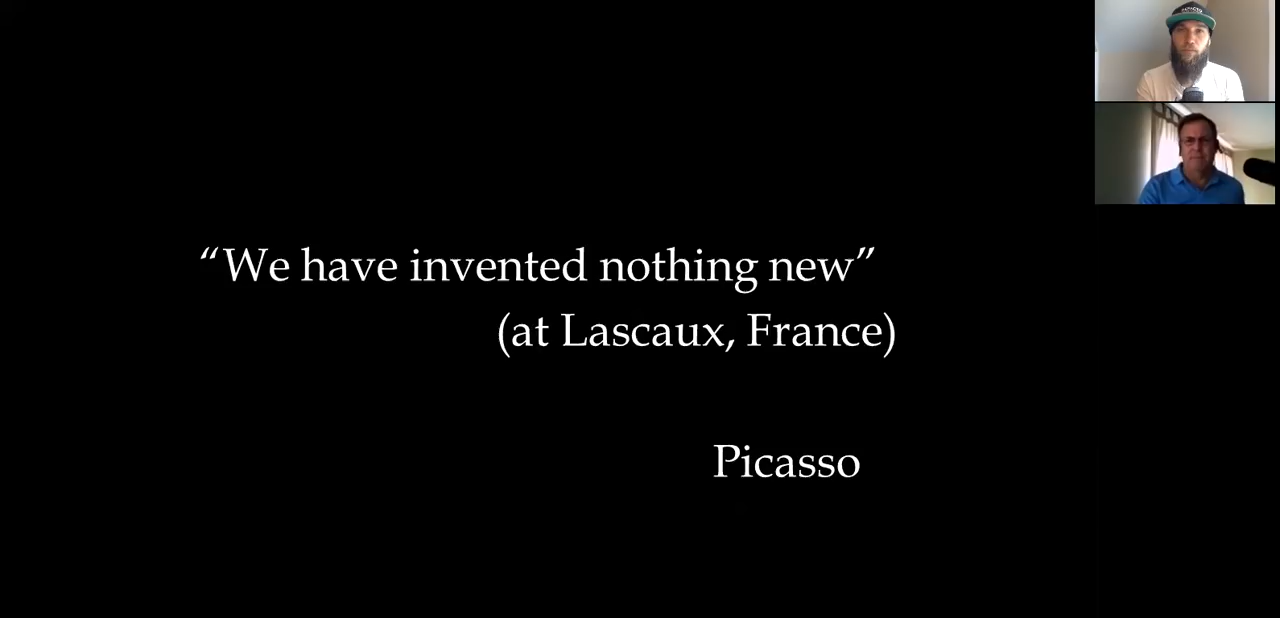 “We have invented nothing new”
(at Lascaux, France)
Picasso